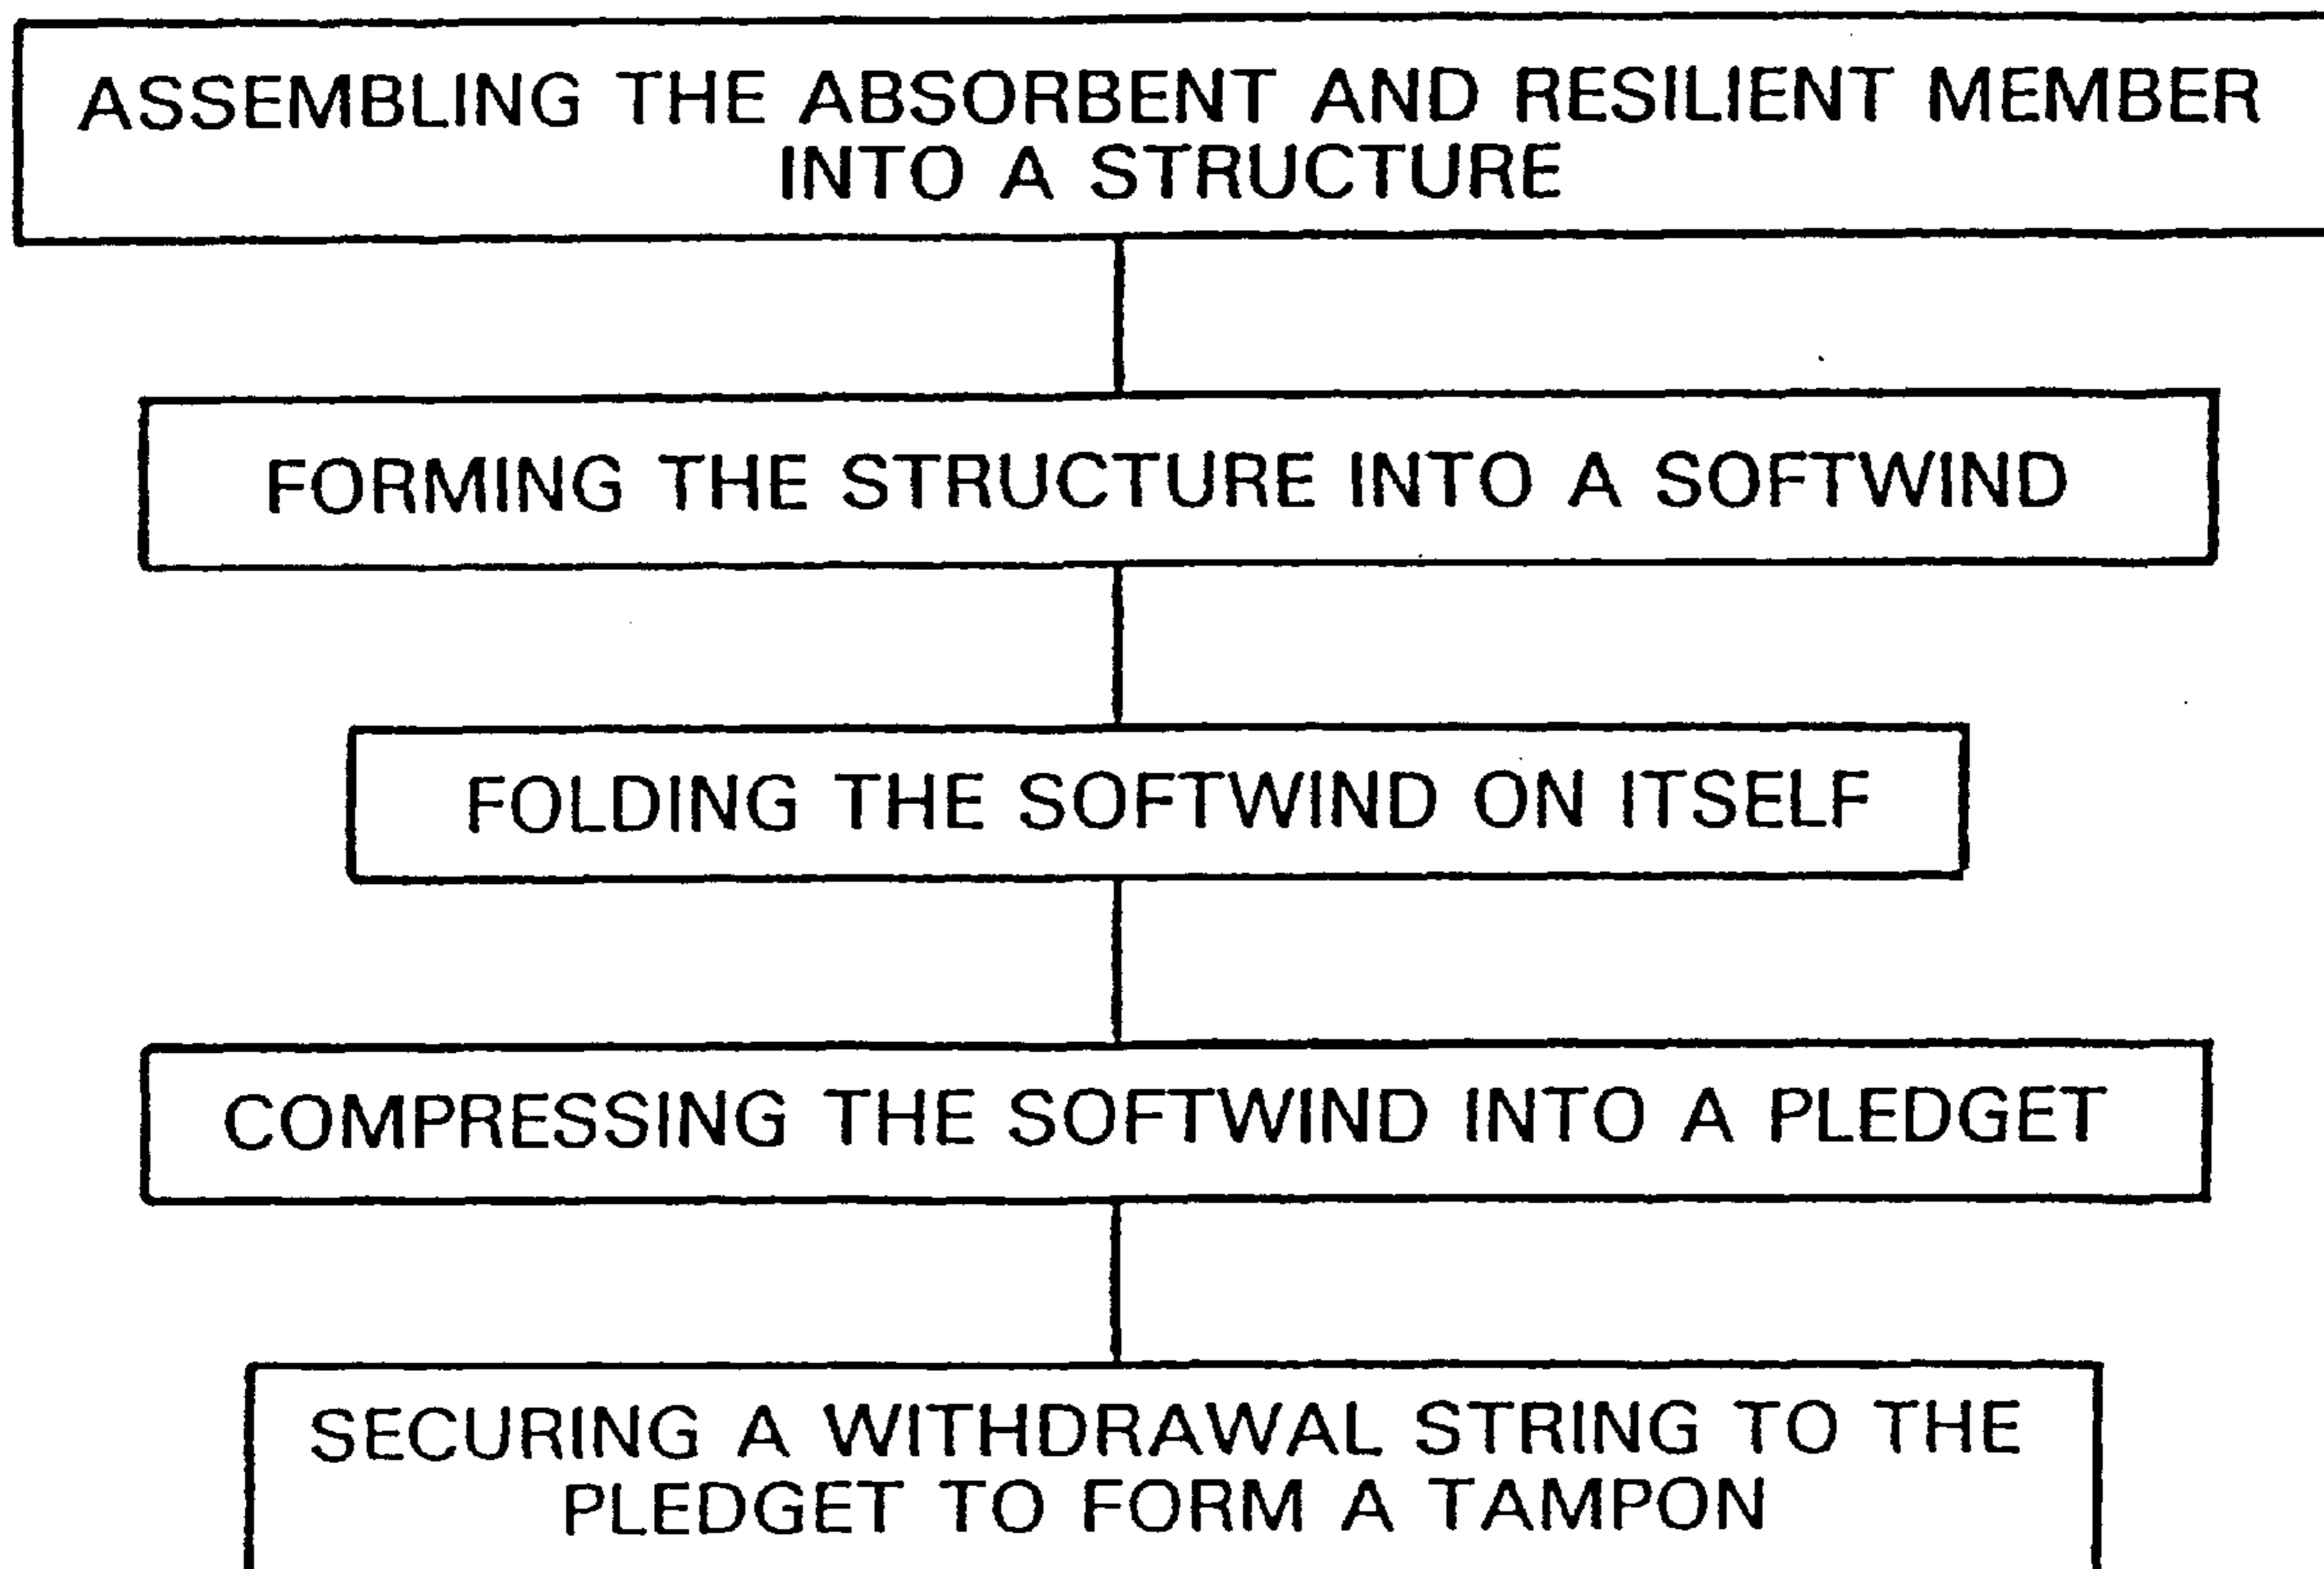 ASSEMBLING THE ABSORBENT AND RESILIENT MEMBER
INTO A STRUCTURE
FORMING THE STRUCTURE INTO A SOFTWIND
FOLDING THE SOFTWIND ON ITSELF
COMPRESSING THE SOFTWIND INTO A PLEDGET
SECURING A WITHDRAWAL STRING TO THE
PLEDGET TO FORM A TAMPON